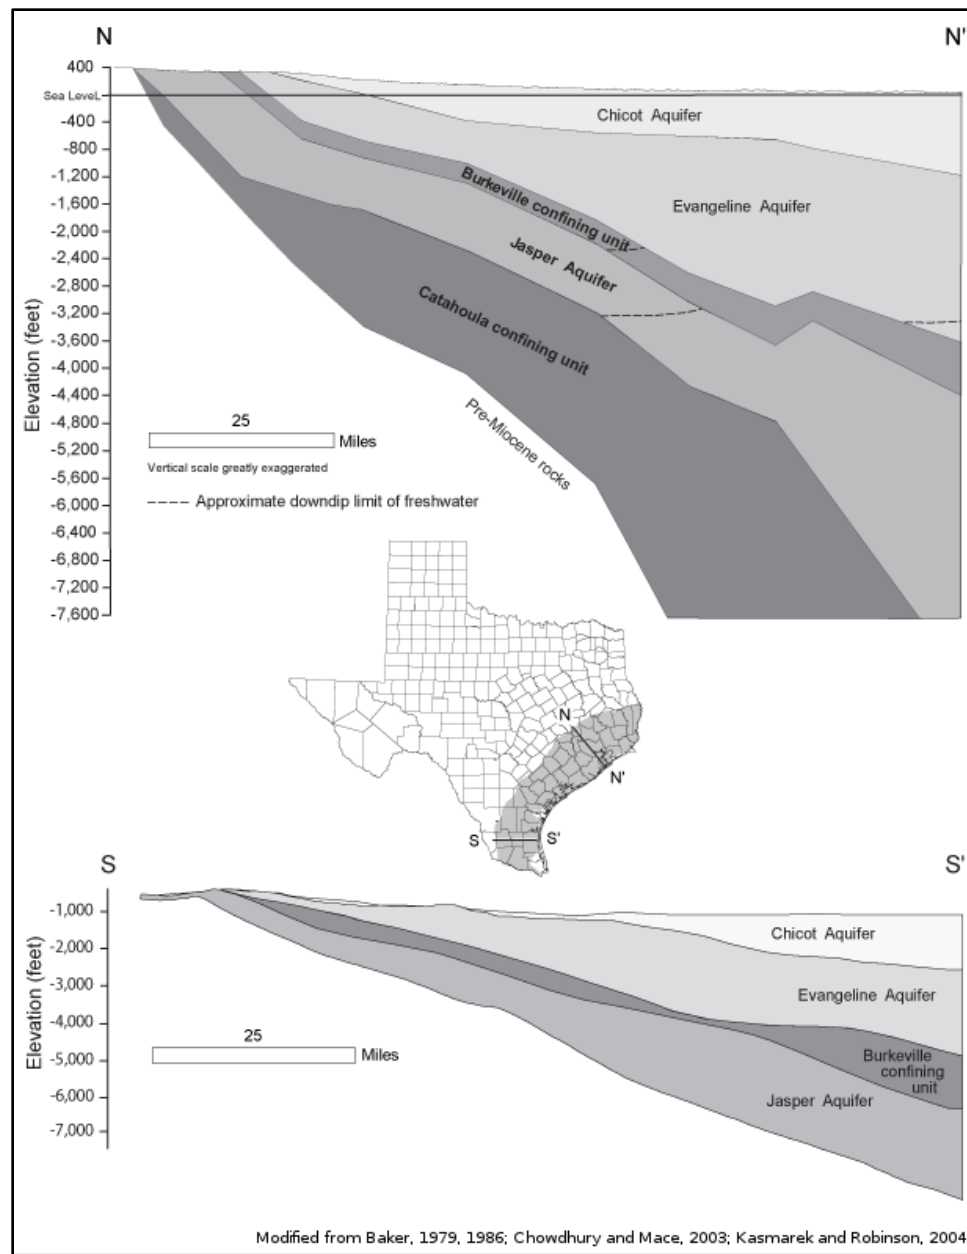 N N'
400
Sea Level
-400
-800
-1,200
-1,600
-2,000
-2,400
-2,800
-3,200
-3,600
-4,000
-4,400
-4,800
-5,200
-5,600
-6,000
-6,400
-6,800
-7,200
-7,600
Elevation (feet)
Chicot Aquifer
Evangeline Aquifer
Burkeville confining unit
Jasper Aquifer
Catahoula confining unit
Pre-Miocene rocks
25
Miles
Vertical scale greatly exaggerated
Approximate downdip limit of freshwater
N
N'
S S'
S S'
-1,000
-2,000
-3,000
-4,000
-5,000
-6,000
-7,000
Elevation (feet)
Chicot Aquifer
Evangeline Aquifer
Burkeville
confining
unit
Jasper Aquifer
25
Miles
Modified from Baker, 1979, 1986; Chowdhury and Mace, 2003; Kasmarek and Robinson, 2004